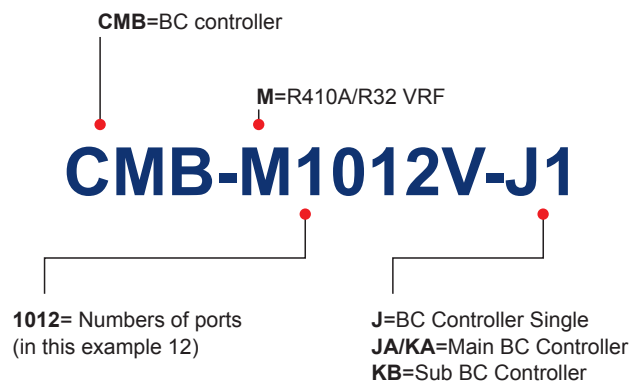 CMB=BC controller
M=R410A/R32 VRF
CMB-M1012V-J1
1012= Numbers of ports
(in this example 12)
J=BC Controller Single
JA/KA=Main BC Controller
KB=Sub BC Controller